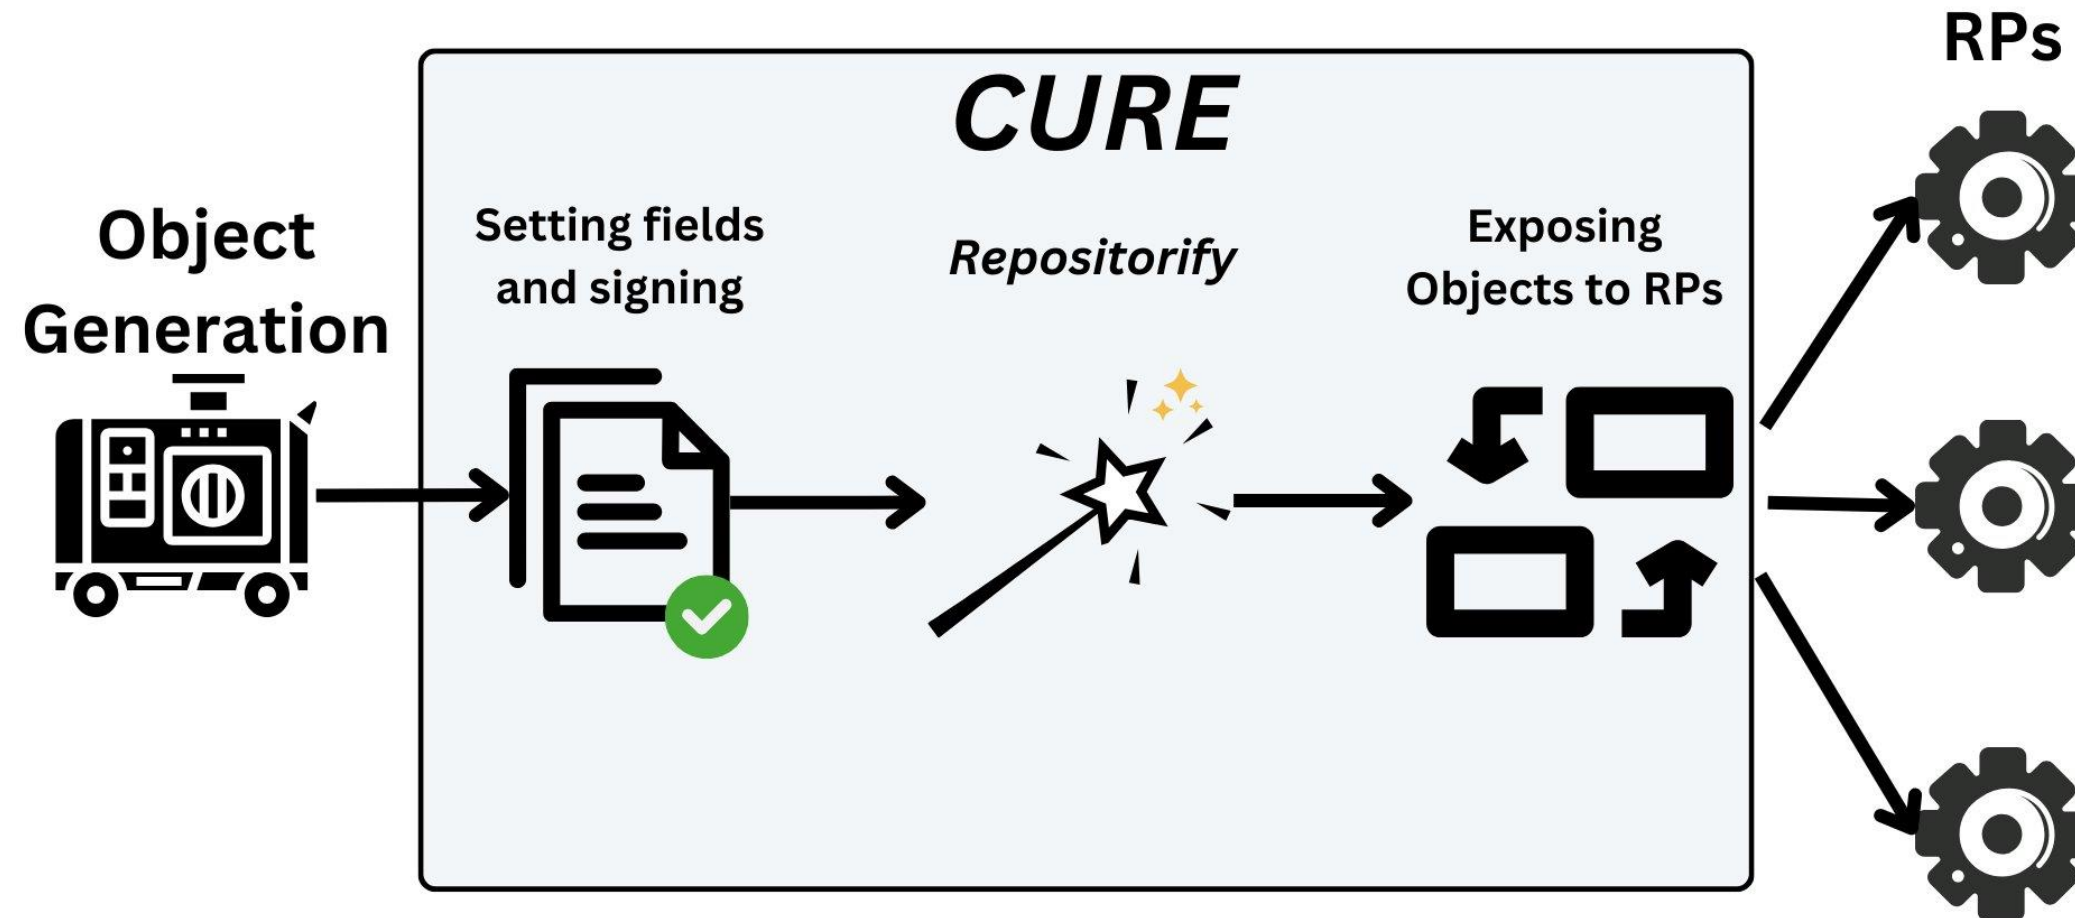 RPs
CURE
Object
Generation
Setting fields
and signing
Repositorify
Exposing
Objects to RPs